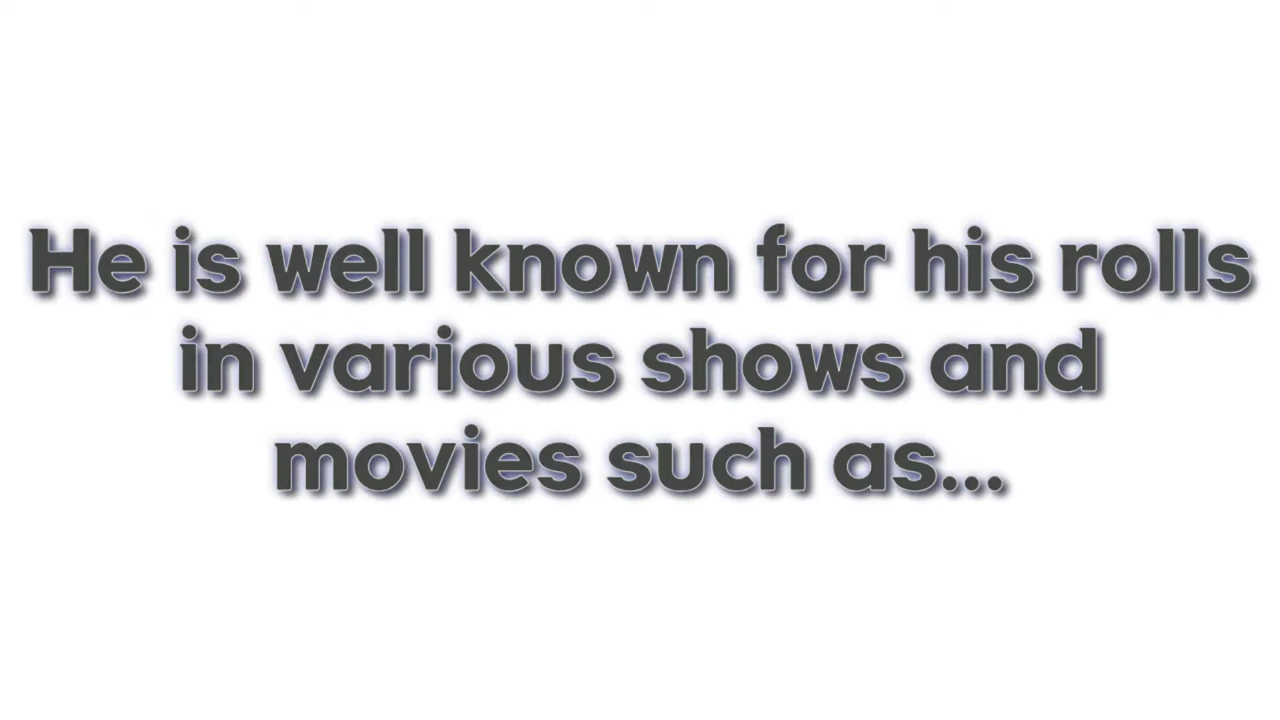 He is well known for his rolls
in various shows and
movies such as...